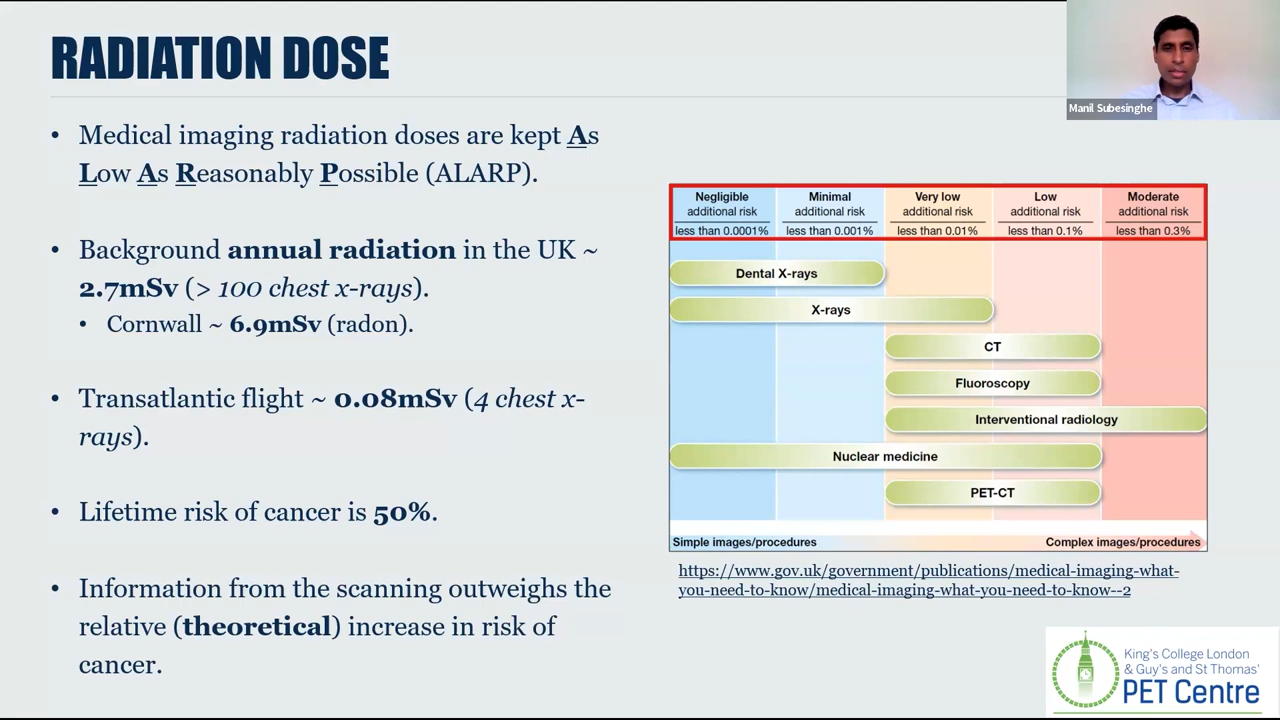 RADIATION DOSE
• Medical imaging radiation doses are kept As
Low As Reasonably Possible (ALARP).
• Background annual radiation in the UK ~
2.7mSv (> 100 chest x-rays).
• Cornwall ~ 6.9mSv (radon).
• Transatlantic flight ~ 0.08mSv (4 chest x-
rays).
• Lifetime risk of cancer is 50%.
• Information from the scanning outweighs the
relative (theoretical) increase in risk of
cancer.
Manil Subesinghe
Negligible
additional risk
less than 0.0001%
Minimal
additional risk
less than 0.001%
Very low
additional risk
less than 0.01%
Low
additional risk
less than 0.1%
Moderate
additional risk
less than 0.3%
Dental X-rays
X-rays
CT
Fluoroscopy
Interventional radiology
Nuclear medicine
PET-CT
Simple images/procedures
Complex images/procedures
https://www.gov.uk/government/publications/medical-imaging-what-
you-need-to-know/medical-imaging-what-you-need-to-know--2
King's College London
& Guy's and St Thomas'
PET Centre